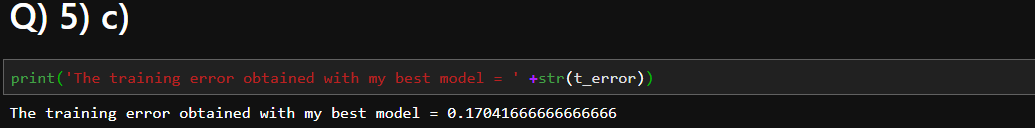 Q) 5) c)
print('The training error obtained with my best model = ' +str(t_error))
The training error obtained with my best model = 0.17041666666666666